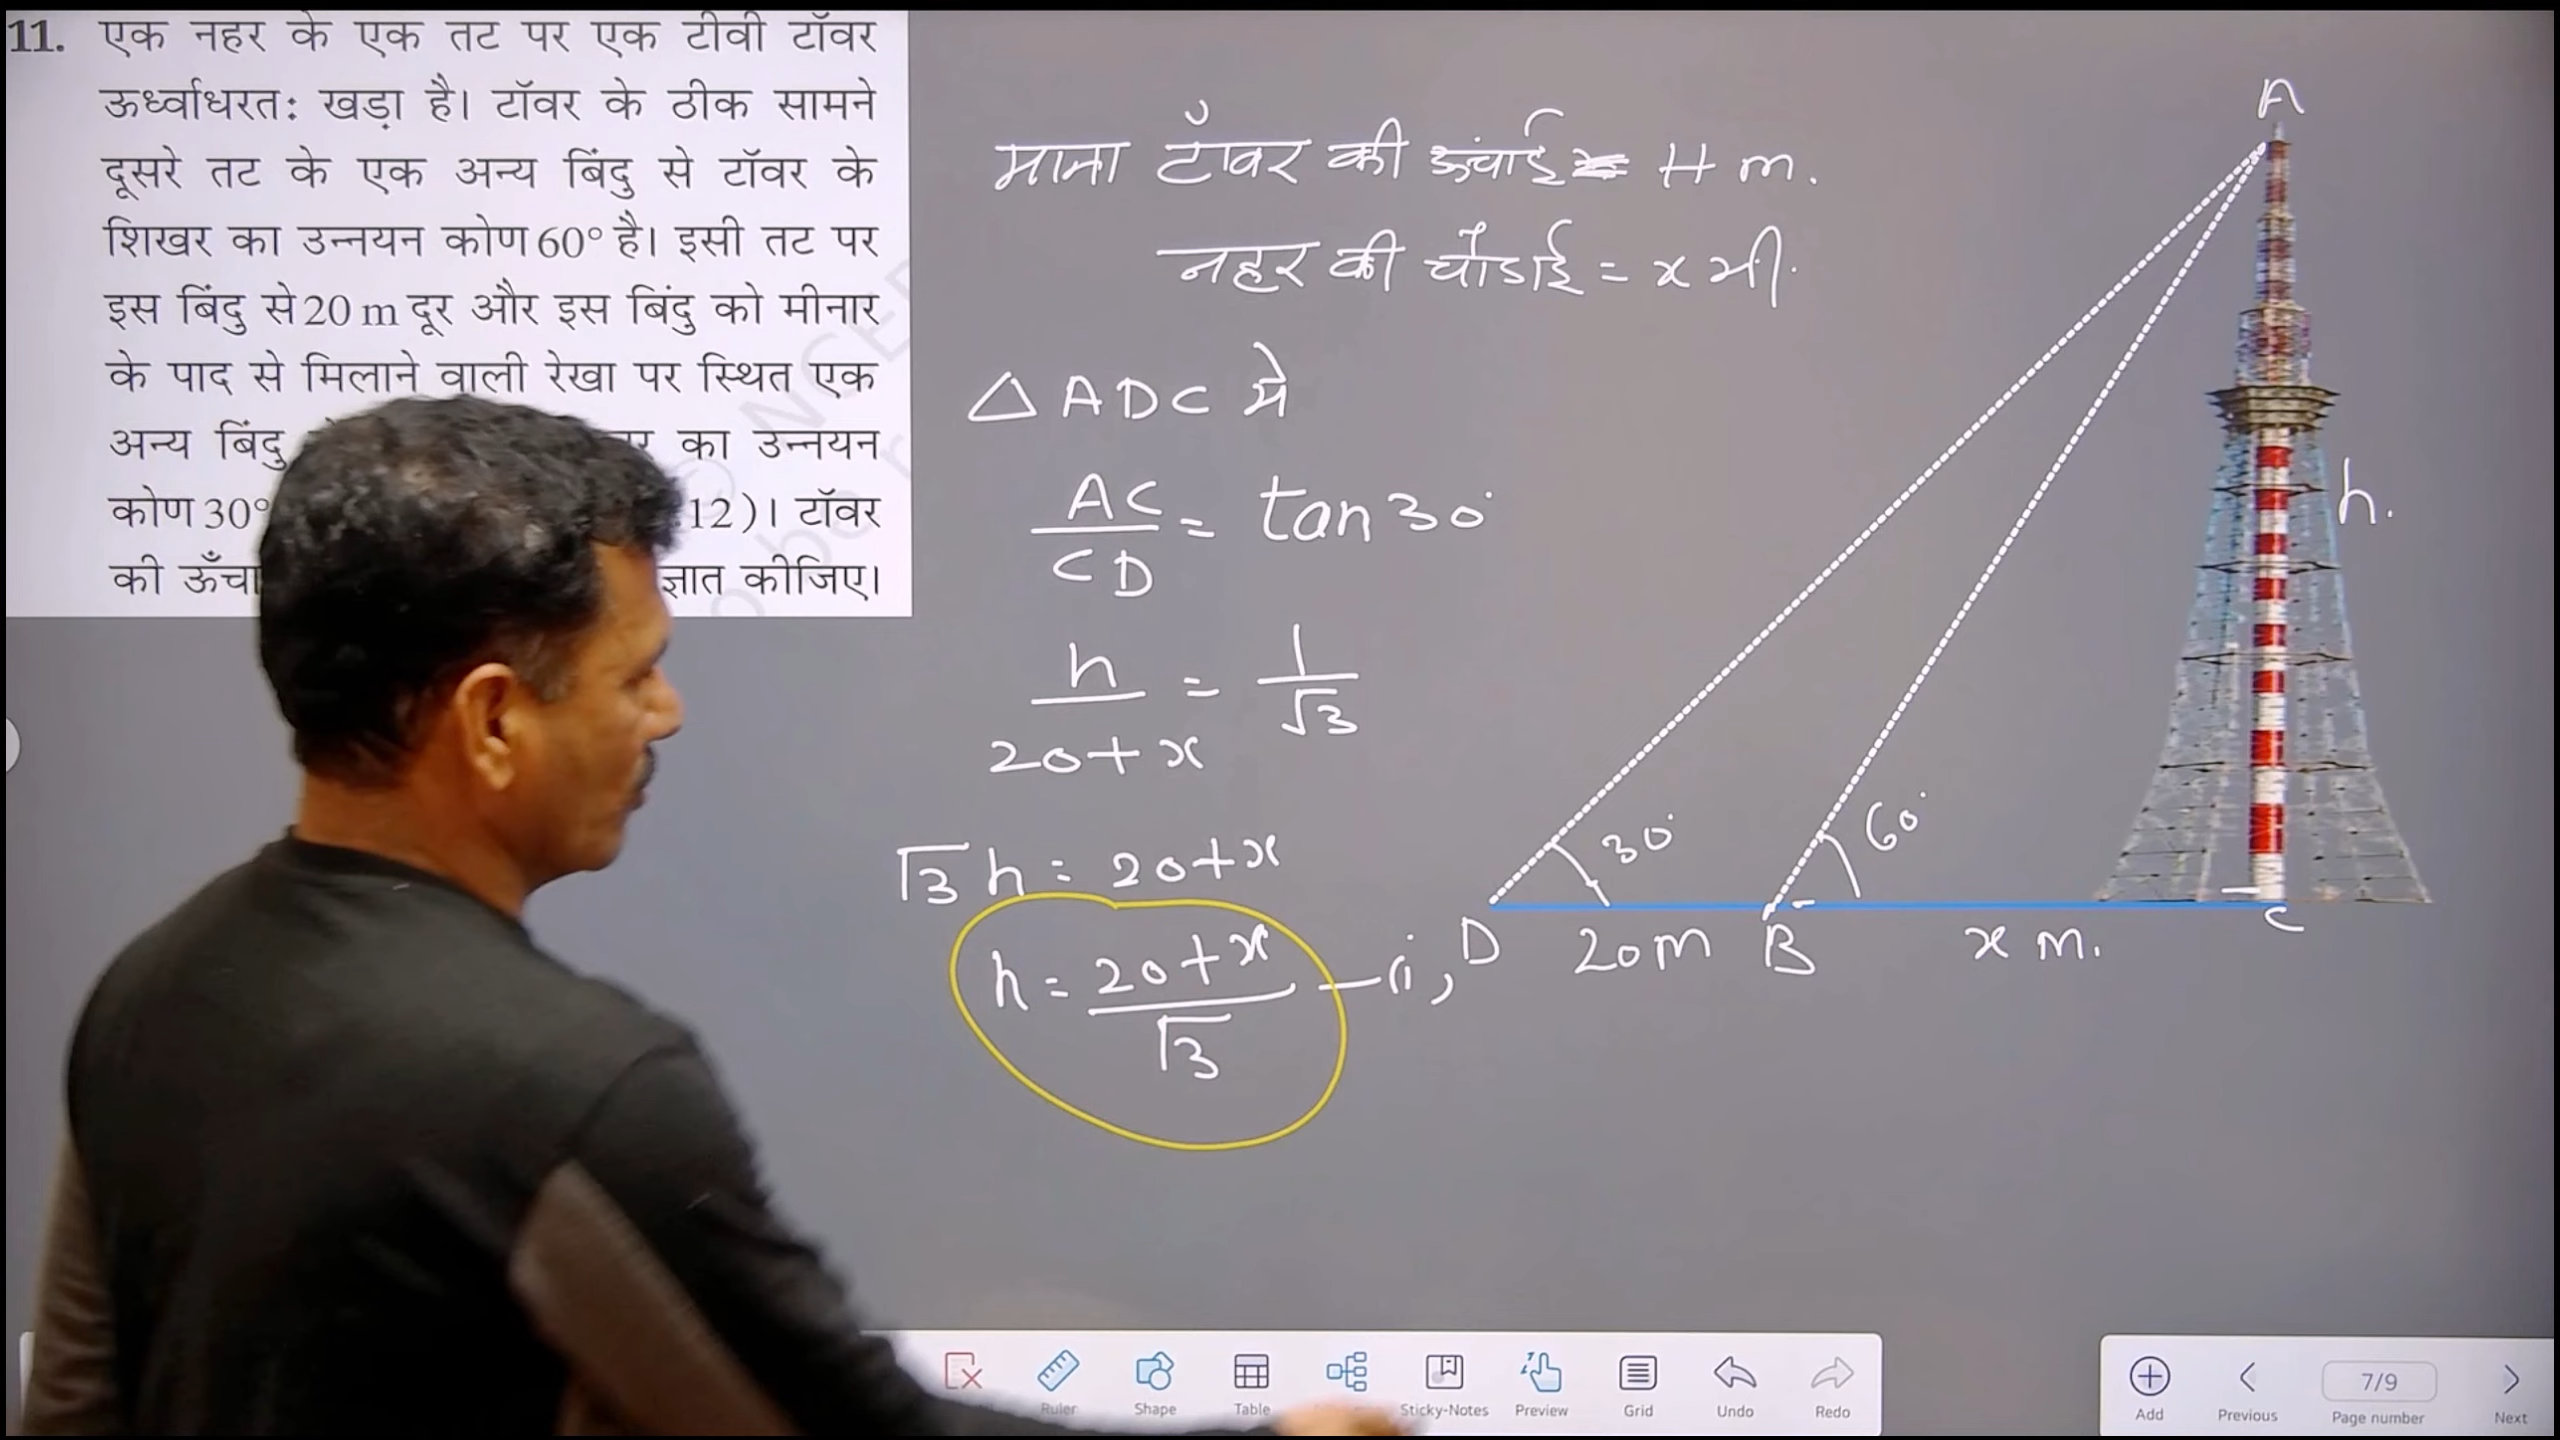 11. एक नहर के एक तट पर एक टीवी टॉवर
ऊर्ध्वाधरतः खड़ा है। टॉवर के ठीक सामने
दूसरे तट के एक अन्य बिंदु से टॉवर के
शिखर का उन्नयन कोण 60° है। इसी तट पर
इस बिंदु से 20 m दूर और इस बिंदु को मीनार
के पाद से मिलाने वाली रेखा पर स्थित एक
अन्य बिंदु का उन्नयन
कोण 30° 12)। टॉवर
की ज्ञात कीजिए।
माना टॉवर की ऊंचाई = H m.
नहर की चौडाई = x मी.
△ ADC मे
AC/CD = tan 30°
h/20+x = 1/√3
√3 h = 20+x
h = 20+x/√3 —(i)
A
h.
30°
60°
D 20m B x m. C
Ruler
Shape
Table
Sticky-Notes
Preview
Grid
Undo
Redo
Add
Previous
7/9
Page number
Next